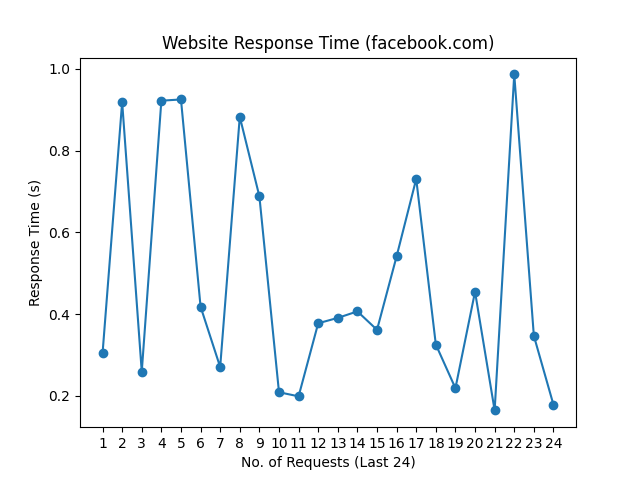 Website Response Time (facebook.com)
1.0
0.8
0.6
0.4
0.2
Response Time (s)
1 2 3 4 5 6 7 8 9 10 11 12 13 14 15 16 17 18 19 20 21 22 23 24
No. of Requests (Last 24)